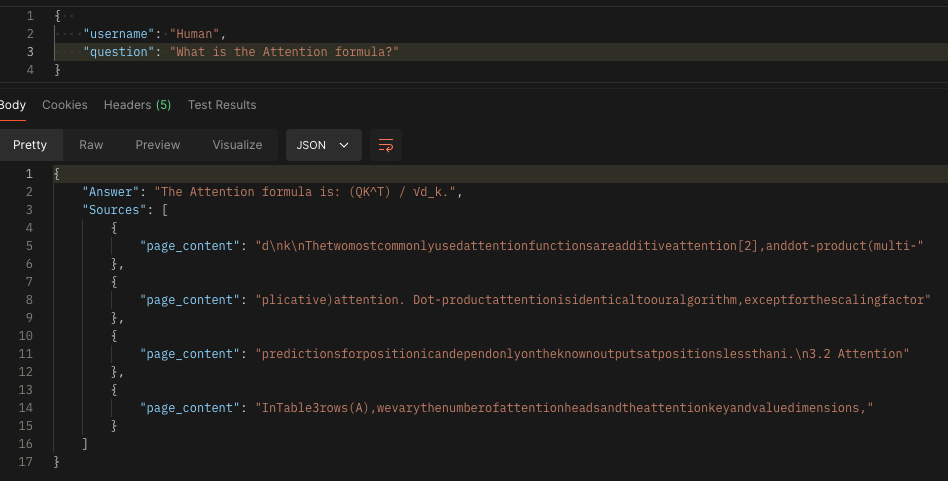 1 {
2 "username": "Human",
3 "question": "What is the Attention formula?"
4 }
Body Cookies Headers (5) Test Results
Pretty Raw Preview Visualize JSON
1 {
2 "Answer": "The Attention formula is: (QK^T) / √d_k.",
3 "Sources": [
4 {
5 "page_content": "d\nk\nThetwomostcommonlyusedattentionfunctionsareadditiveattention[2],anddot-product(multi-"
6 },
7 {
8 "page_content": "plicative)attention. Dot-productattentionisidenticaltoouralgorithm,exceptforthescalingfactor"
9 },
10 {
11 "page_content": "predictionsforpositionicandependonlyontheknownoutputsatpositionslessthani.\n3.2 Attention"
12 },
13 {
14 "page_content": "InTable3rows(A),wevarythenumberofattentionheadsandtheattentionkeyandvaluedimensions,"
15 }
16 ]
17 }